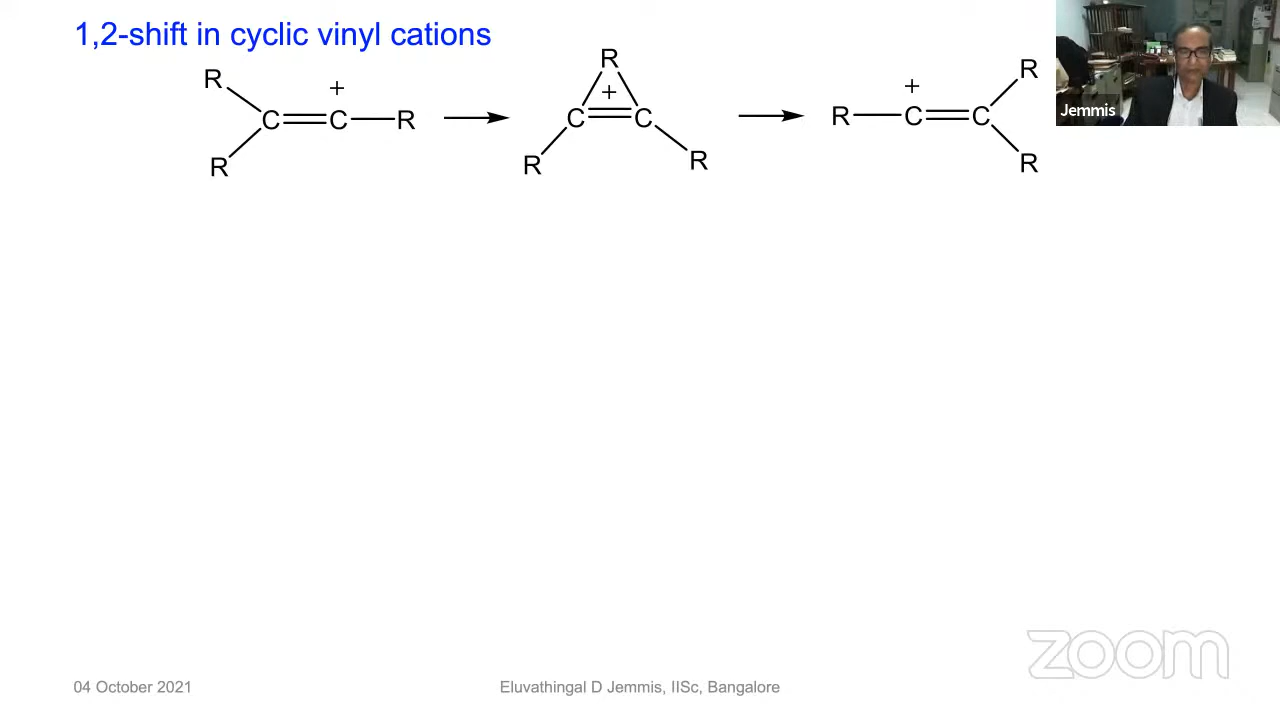 1,2-shift in cyclic vinyl cations
R
R
C
+
C
R
R
+
C
C
R
R
R
+
C
C
R
R
Jemmis
zoom
04 October 2021
Eluvathingal D Jemmis, IISc, Bangalore